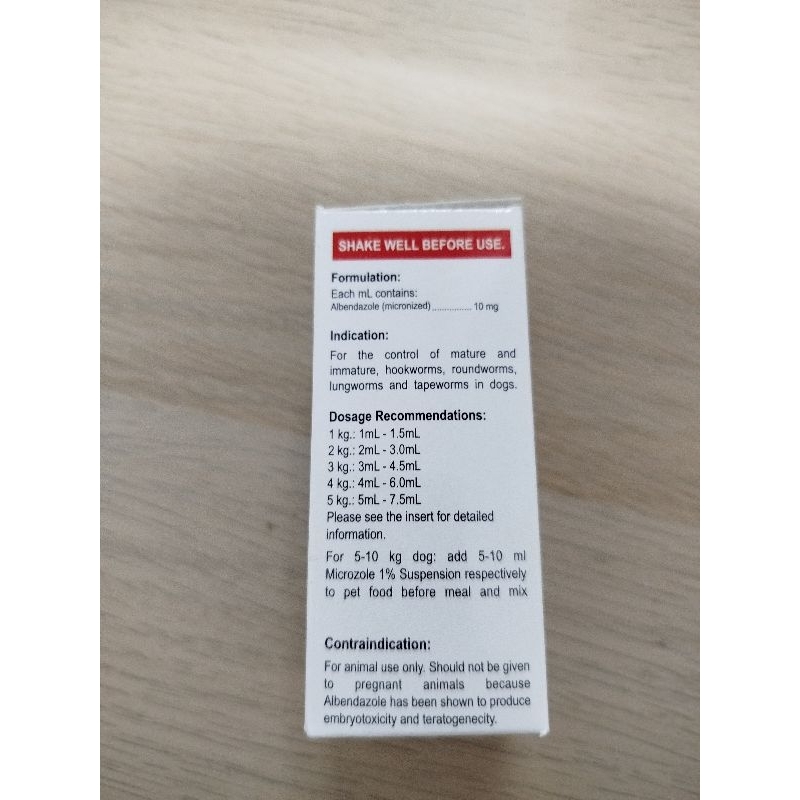 SHAKE WELL BEFORE USE.
Formulation:
Each mL contains:
Albendazole (micronized) ................ 10 mg
Indication:
For the control of mature and
immature, hookworms, roundworms,
lungworms and tapeworms in dogs.
Dosage Recommendations:
1 kg.: 1mL - 1.5mL
2 kg.: 2mL - 3.0mL
3 kg.: 3mL - 4.5mL
4 kg.: 4mL - 6.0mL
5 kg.: 5mL - 7.5mL
Please see the insert for detailed
information.
For 5-10 kg dog: add 5-10 ml
Microzole 1% Suspension respectively
to pet food before meal and mix
Contraindication:
For animal use only. Should not be given
to pregnant animals because
Albendazole has been shown to produce
embryotoxicity and teratogenecity.